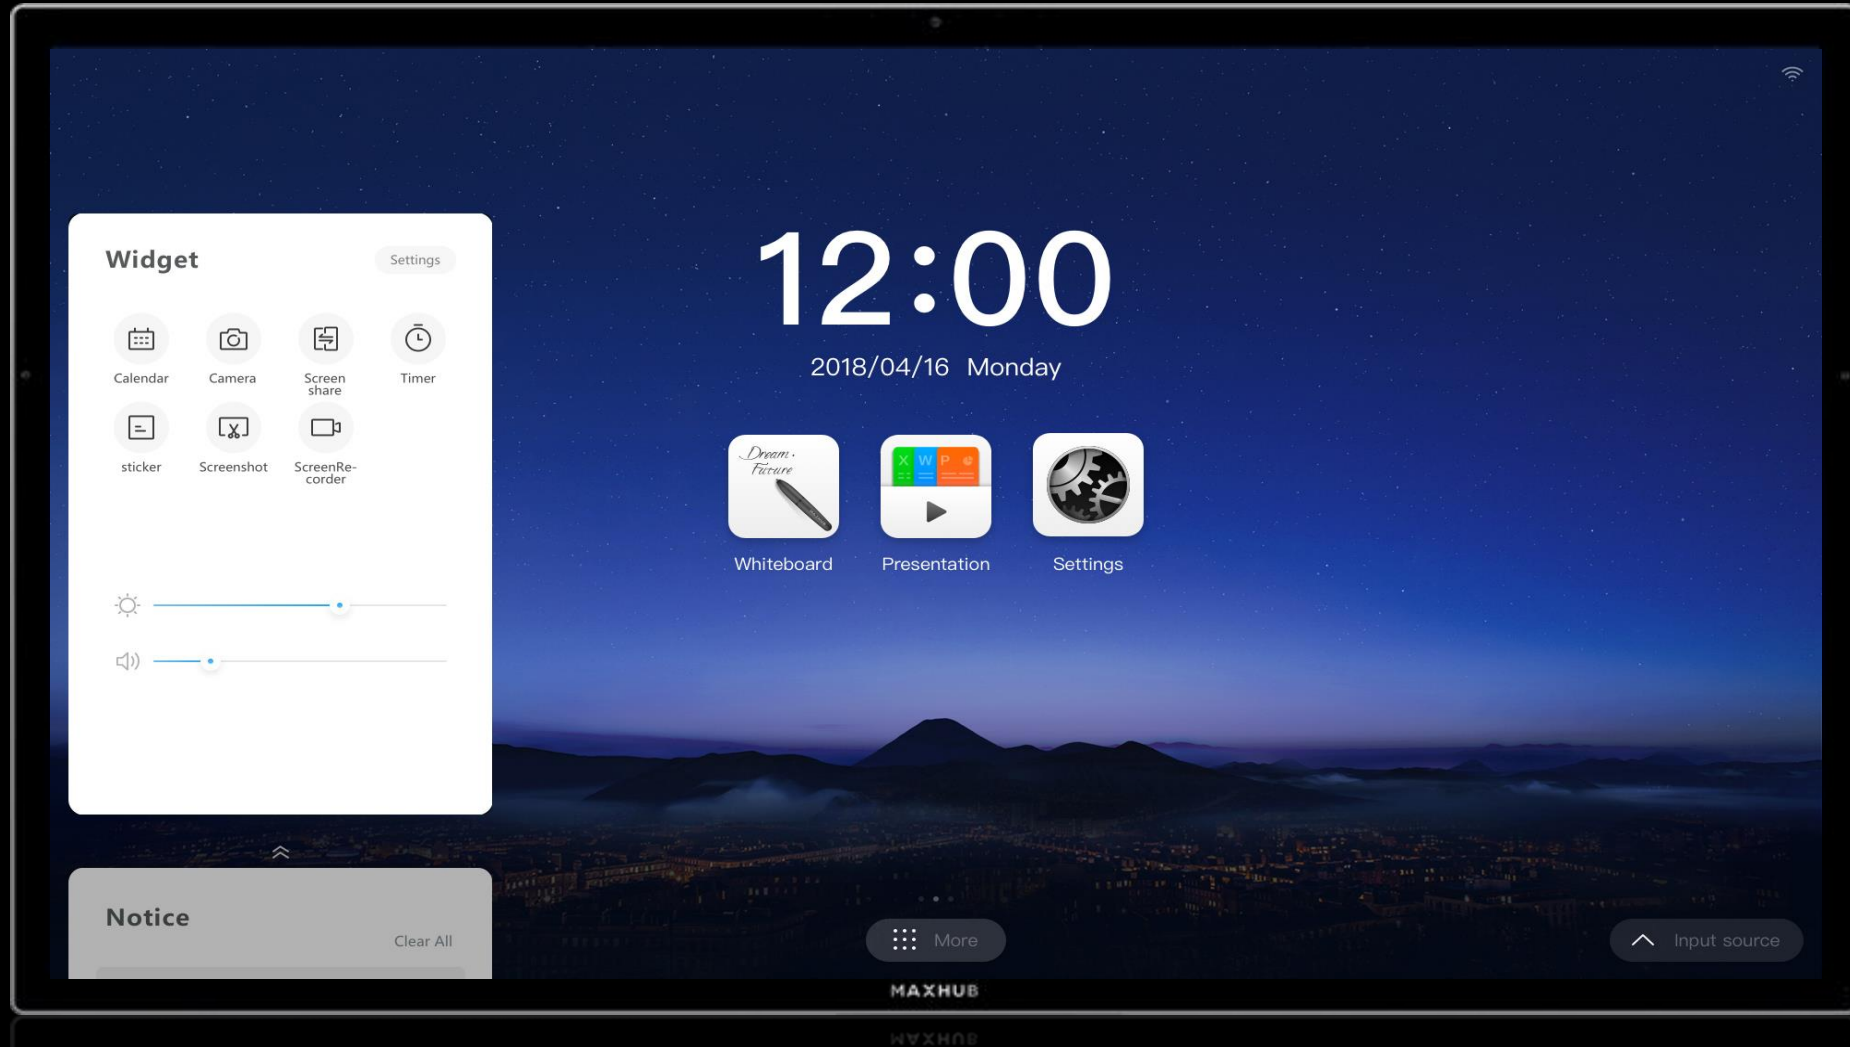 Widget
Settings
Calendar
Camera
Screen
share
Timer
sticker
Screenshot
ScreenRe-
corder
Notice
Clear All
12:00
2018/04/16 Monday
Dream.
Future
MAXHUB
X W P
Whiteboard
Presentation
Settings
More
Input source
MAXHUB